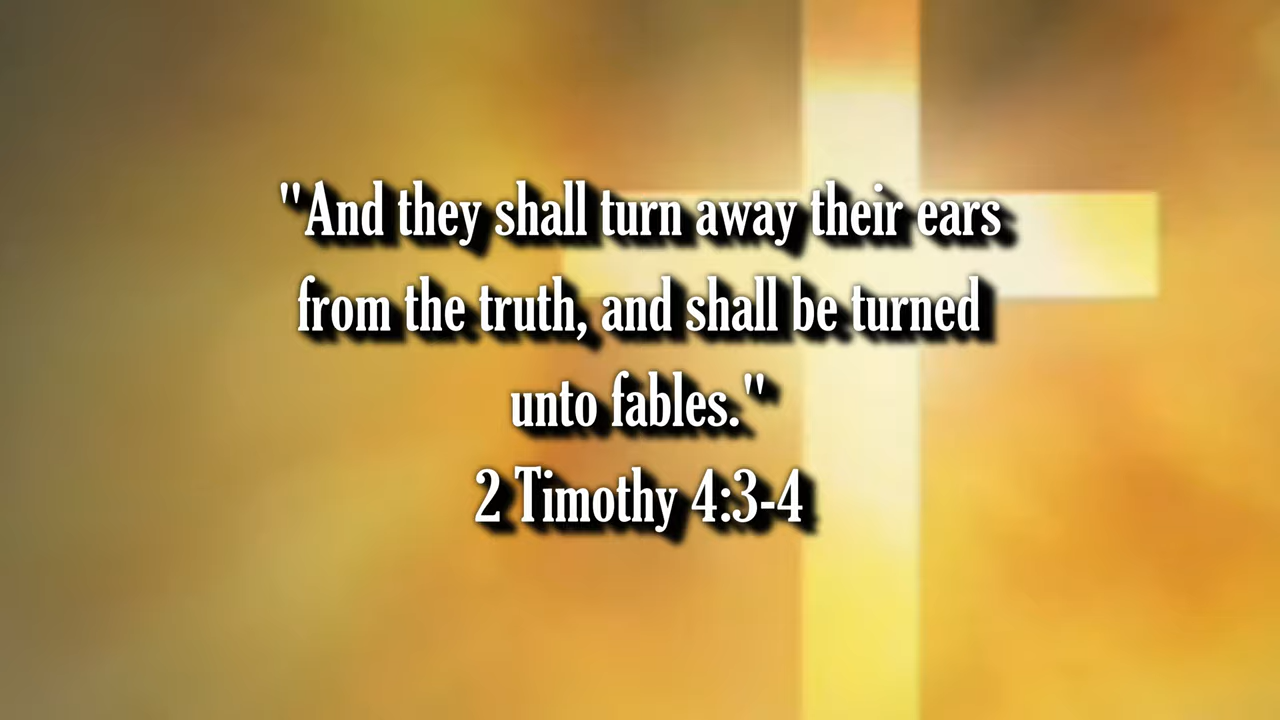 "And they shall turn away their ears
from the truth, and shall be turned
unto fables."
2 Timothy 4:3-4